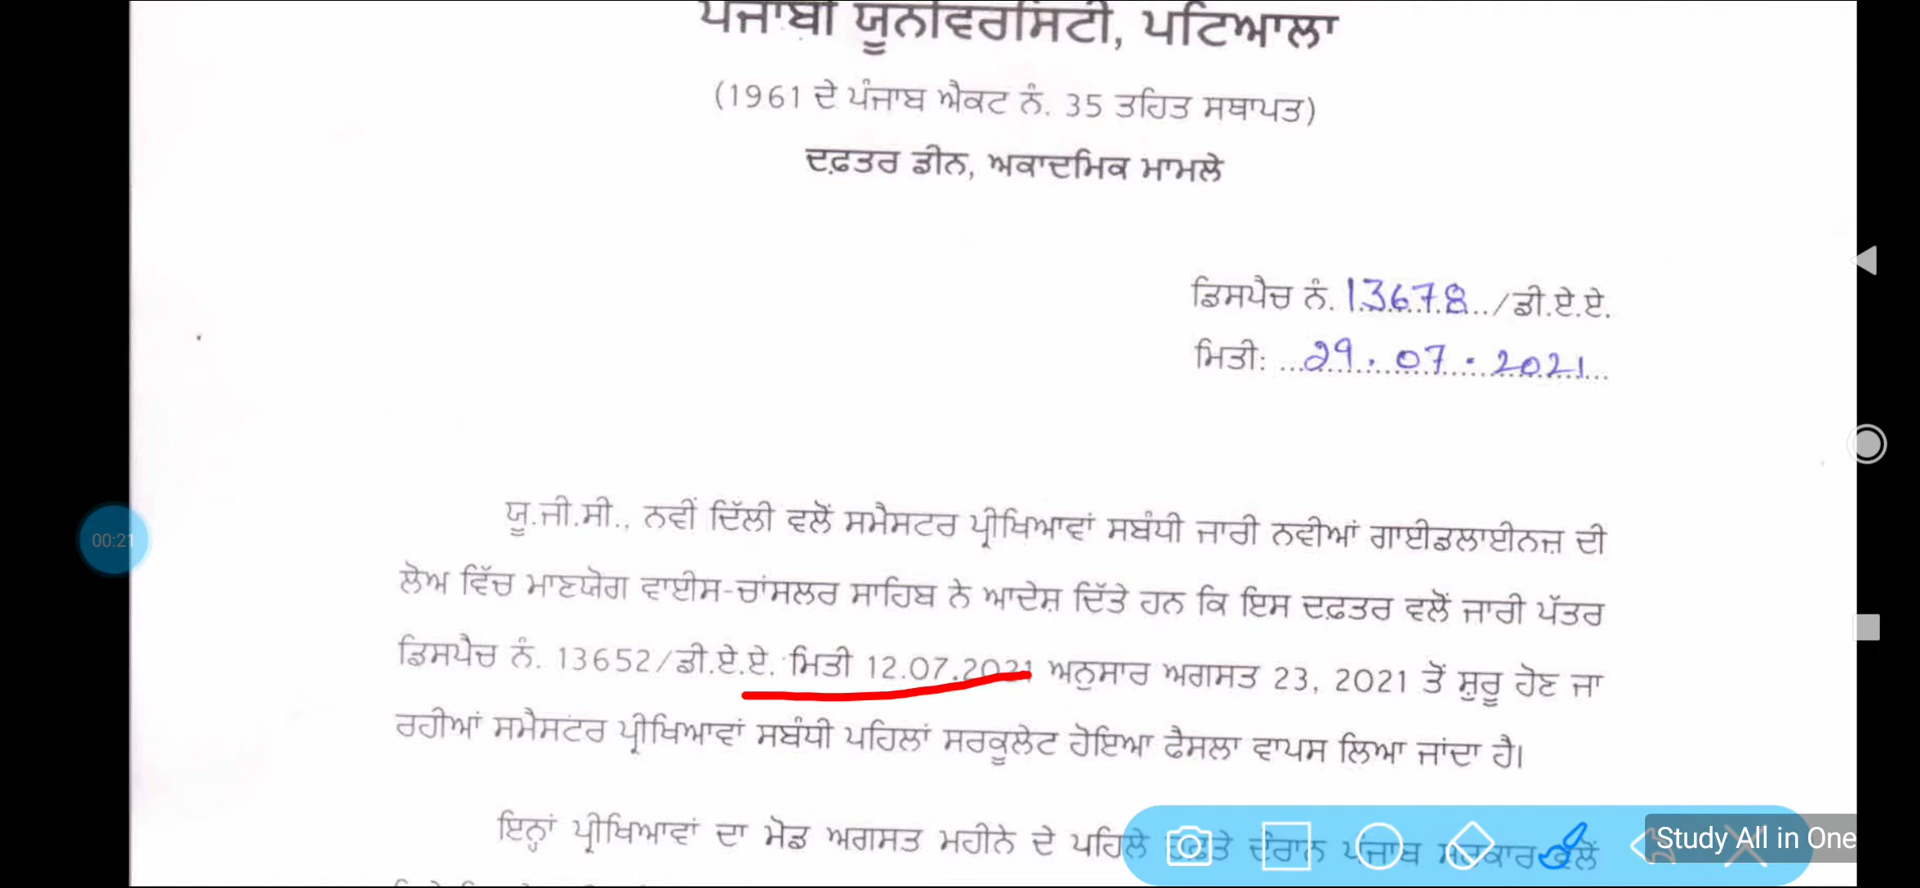 ਪੰਜਾਬੀ ਯੂਨੀਵਰਸਿਟੀ, ਪਟਿਆਲਾ
(1961 ਦੇ ਪੰਜਾਬ ਐਕਟ ਨੰ. 35 ਤਹਿਤ ਸਥਾਪਤ)
ਦਫ਼ਤਰ ਡੀਨ, ਅਕਾਦਮਿਕ ਮਾਮਲੇ
ਡਿਸਪੈਚ ਨੰ. 13678../ਡੀ.ਏ.ਏ.
ਮਿਤੀ: ...29.07.2021...
ਯੂ.ਜੀ.ਸੀ., ਨਵੀਂ ਦਿੱਲੀ ਵਲੋਂ ਸਮੈਸਟਰ ਪ੍ਰੀਖਿਆਵਾਂ ਸਬੰਧੀ ਜਾਰੀ ਨਵੀਆਂ ਗਾਈਡਲਾਈਨਜ਼ ਦੀ
ਲੋਅ ਵਿੱਚ ਮਾਣਯੋਗ ਵਾਈਸ-ਚਾਂਸਲਰ ਸਾਹਿਬ ਨੇ ਆਦੇਸ਼ ਦਿੱਤੇ ਹਨ ਕਿ ਇਸ ਦਫ਼ਤਰ ਵਲੋਂ ਜਾਰੀ ਪੱਤਰ
ਡਿਸਪੈਚ ਨੰ. 13652/ਡੀ.ਏ.ਏ. ਮਿਤੀ 12.07.2021 ਅਨੁਸਾਰ ਅਗਸਤ 23, 2021 ਤੋਂ ਸ਼ੁਰੂ ਹੋਣ ਜਾ
ਰਹੀਆਂ ਸਮੈਸਟਰ ਪ੍ਰੀਖਿਆਵਾਂ ਸਬੰਧੀ ਪਹਿਲਾਂ ਸਰਕੂਲੇਟ ਹੋਇਆ ਫੈਸਲਾ ਵਾਪਸ ਲਿਆ ਜਾਂਦਾ ਹੈ।
ਇਨ੍ਹਾਂ ਪ੍ਰੀਖਿਆਵਾਂ ਦਾ ਮੋਡ ਅਗਸਤ ਮਹੀਨੇ ਦੇ ਪਹਿਲੇ ਹਫ਼ਤੇ ਦੌਰਾਨ ਪੰਜਾਬ ਸਰਕਾਰ ਵਲੋਂ
00:21
Study All in One